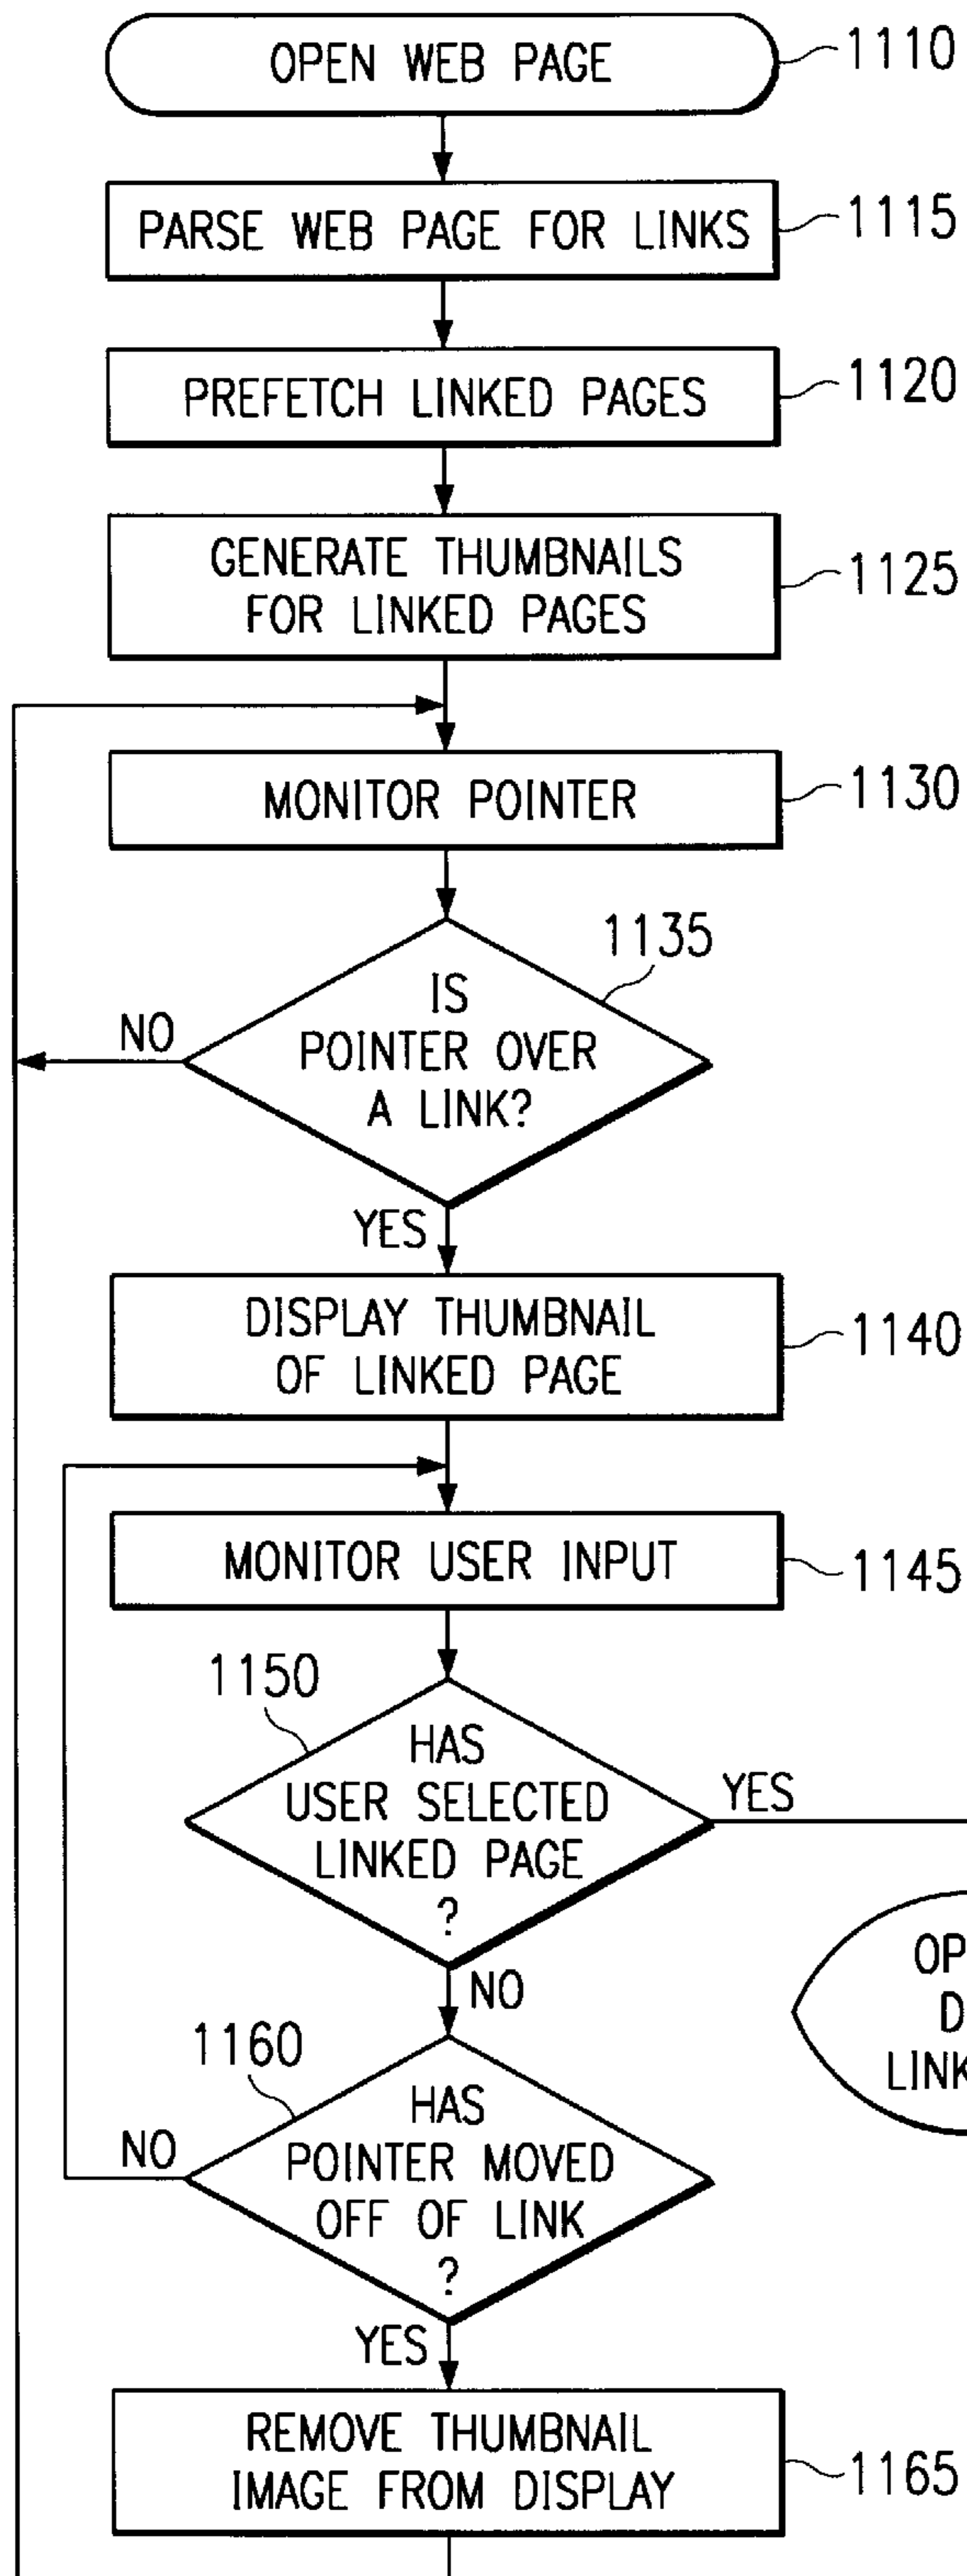 OPEN WEB PAGE
1110
PARSE WEB PAGE FOR LINKS
1115
PREFETCH LINKED PAGES
1120
GENERATE THUMBNAILS
FOR LINKED PAGES
1125
MONITOR POINTER
1130
1135
IS
POINTER OVER
A LINK?
NO
YES
DISPLAY THUMBNAIL
OF LINKED PAGE
1140
MONITOR USER INPUT
1145
1150
HAS
USER SELECTED
LINKED PAGE
?
YES
NO
OP
D
LINK
1160
HAS
POINTER MOVED
OFF OF LINK
?
NO
YES
REMOVE THUMBNAIL
IMAGE FROM DISPLAY
1165